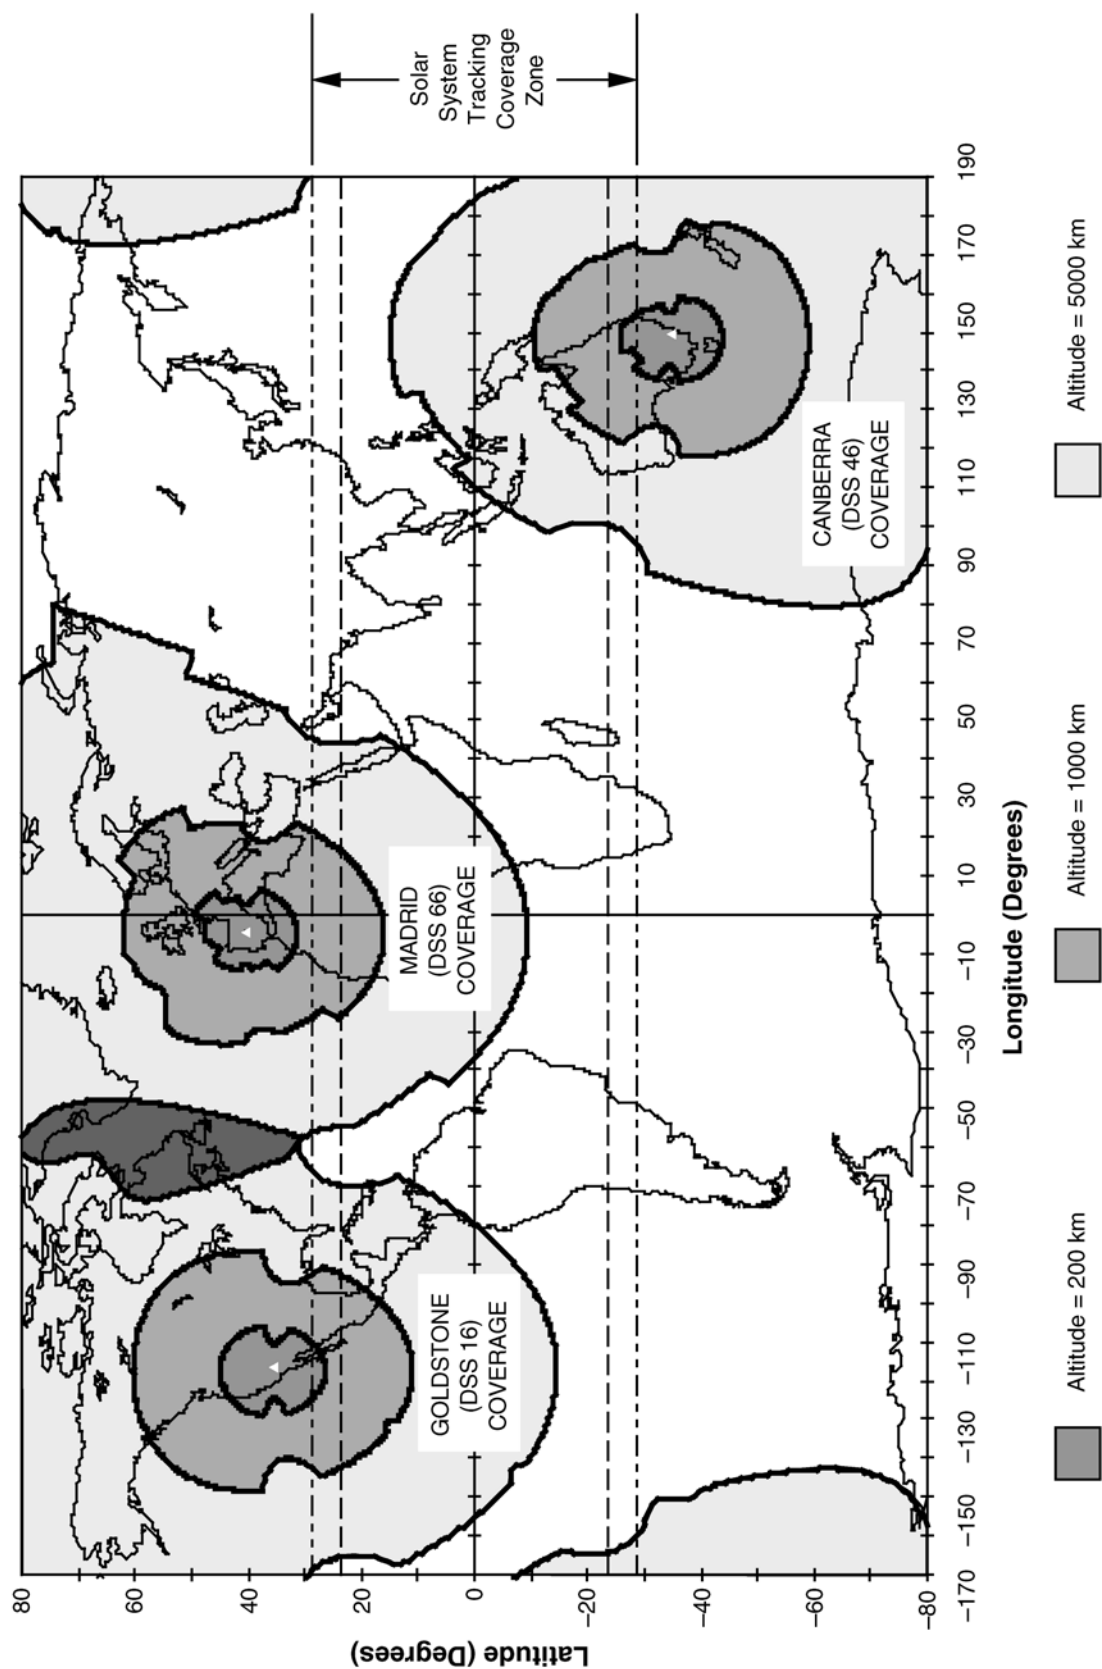 Solar
System
Tracking
Coverage
Zone
80
60
40
20
0
−20
−40
−60
−80
Latitude (Degrees)
GOLDSTONE
(DSS 16)
COVERAGE
MADRID
(DSS 66)
COVERAGE
CANBERRA
(DSS 46)
COVERAGE
−170
−150
−130
−110
−90
−70
−50
−30
−10
10
30
50
70
90
110
130
150
170
190
Longitude (Degrees)
Altitude = 200 km
Altitude = 1000 km
Altitude = 5000 km